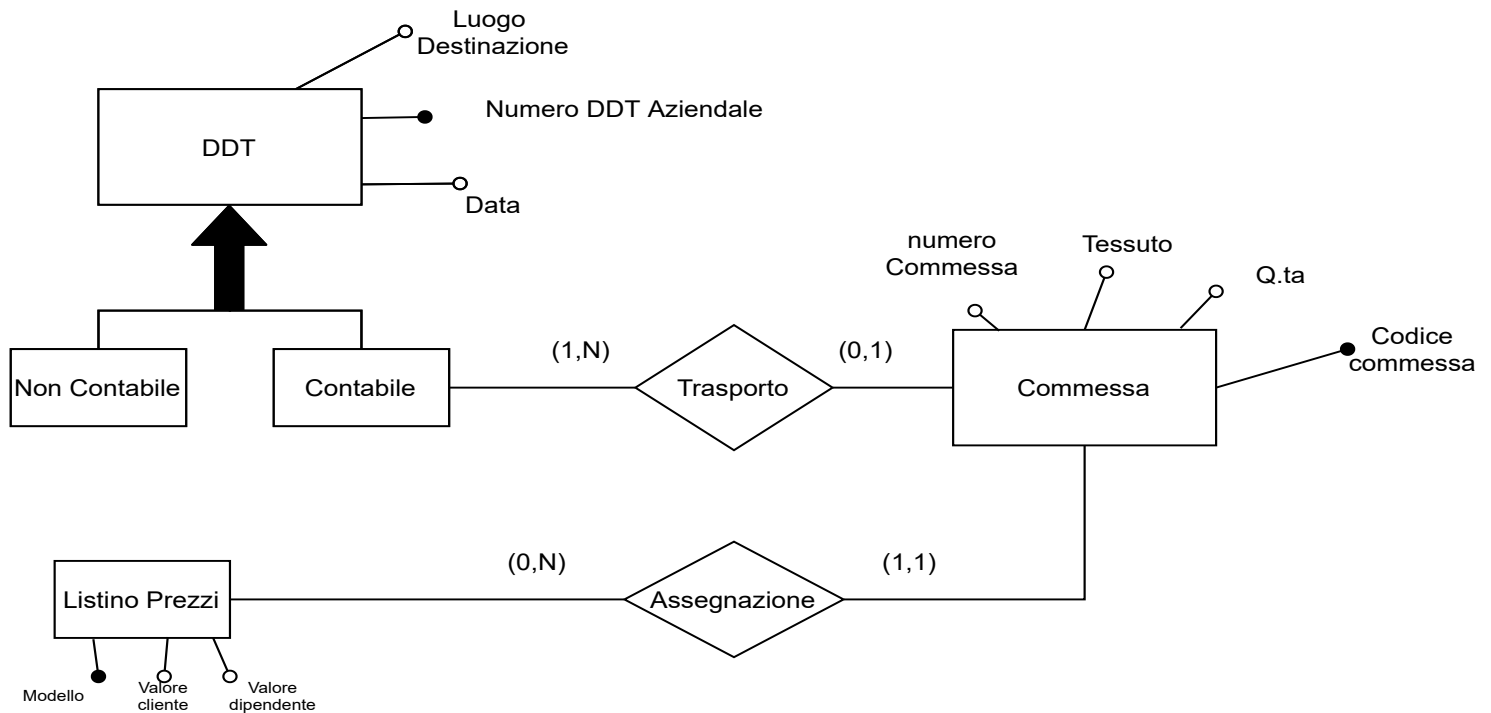 Luogo
Destinazione
Numero DDT Aziendale
DDT
Data
numero
Commessa
Tessuto
Q.ta
Codice
commessa
(1,N)
(0,1)
Non Contabile
Contabile
Trasporto
Commessa
(0,N)
(1,1)
Listino Prezzi
Assegnazione
Modello
Valore
cliente
Valore
dipendente